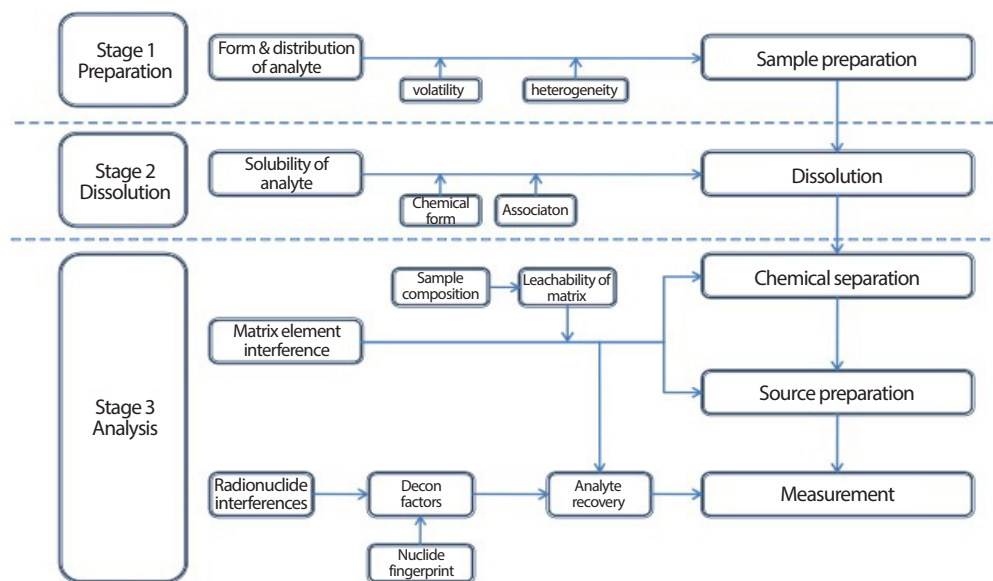 Stage 1
Preparation
Form & distribution
of analyte
volatility
heterogeneity
Sample preparation
Stage 2
Dissolution
Solubility of
analyte
Chemical
form
Associaton
Dissolution
Stage 3
Analysis
Sample
composition
Leachability of
matrix
Chemical separation
Matrix element
interference
Source preparation
Radionuclide
interferences
Decon
factors
Analyte
recovery
Measurement
Nuclide
fingerprint